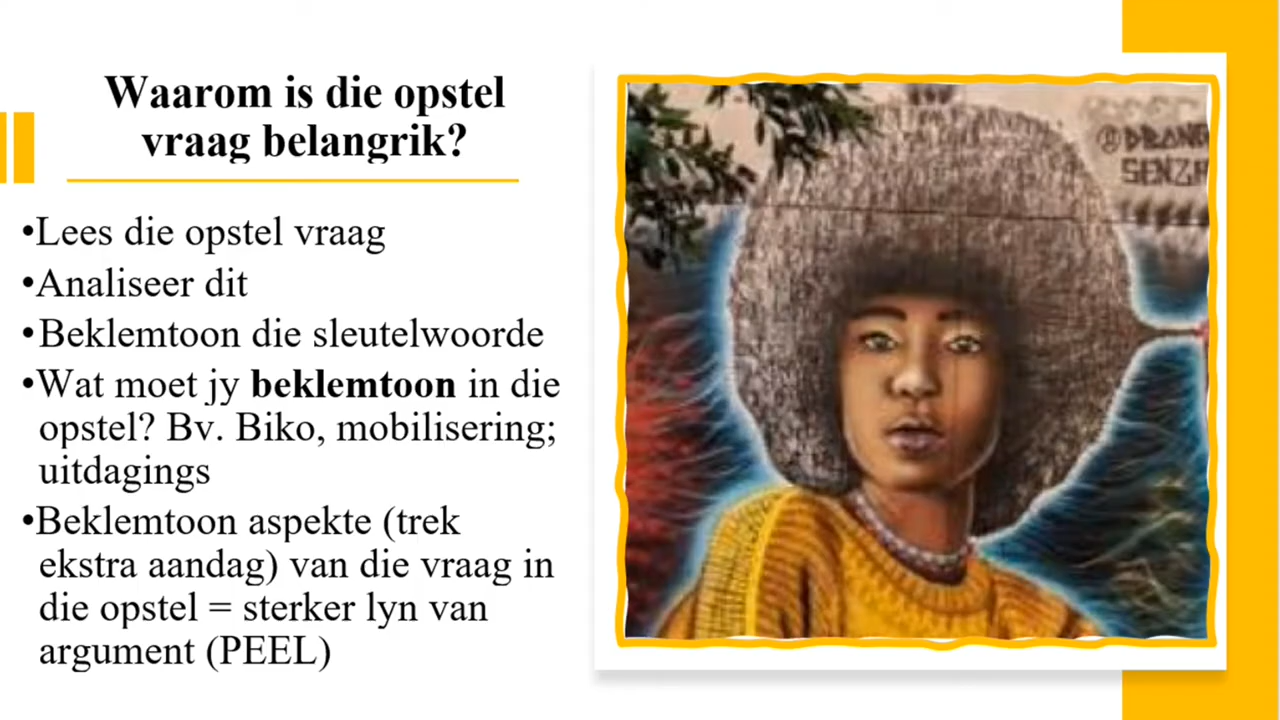 Waarom is die opstel
vraag belangrik?
•Lees die opstel vraag
•Analiseer dit
•Beklemtoon die sleutelwoorde
•Wat moet jy beklemtoon in die
opstel? Bv. Biko, mobilisering;
uitdagings
•Beklemtoon aspekte (trek
ekstra aandag) van die vraag in
die opstel = sterker lyn van
argument (PEEL)